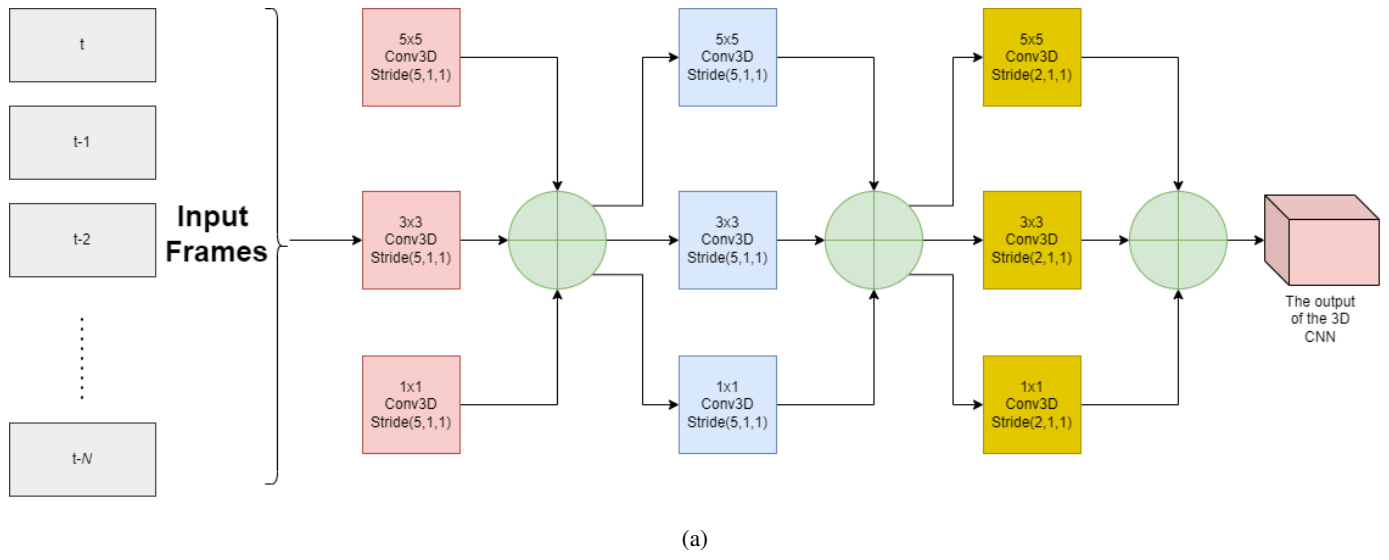 t
t-1
t-2
t-N
Input
Frames
5x5
Conv3D
Stride(5,1,1)
3x3
Conv3D
Stride(5,1,1)
1x1
Conv3D
Stride(5,1,1)
5x5
Conv3D
Stride(5,1,1)
3x3
Conv3D
Stride(5,1,1)
1x1
Conv3D
Stride(5,1,1)
5x5
Conv3D
Stride(2,1,1)
3x3
Conv3D
Stride(2,1,1)
1x1
Conv3D
Stride(2,1,1)
The output
of the 3D
CNN
(a)